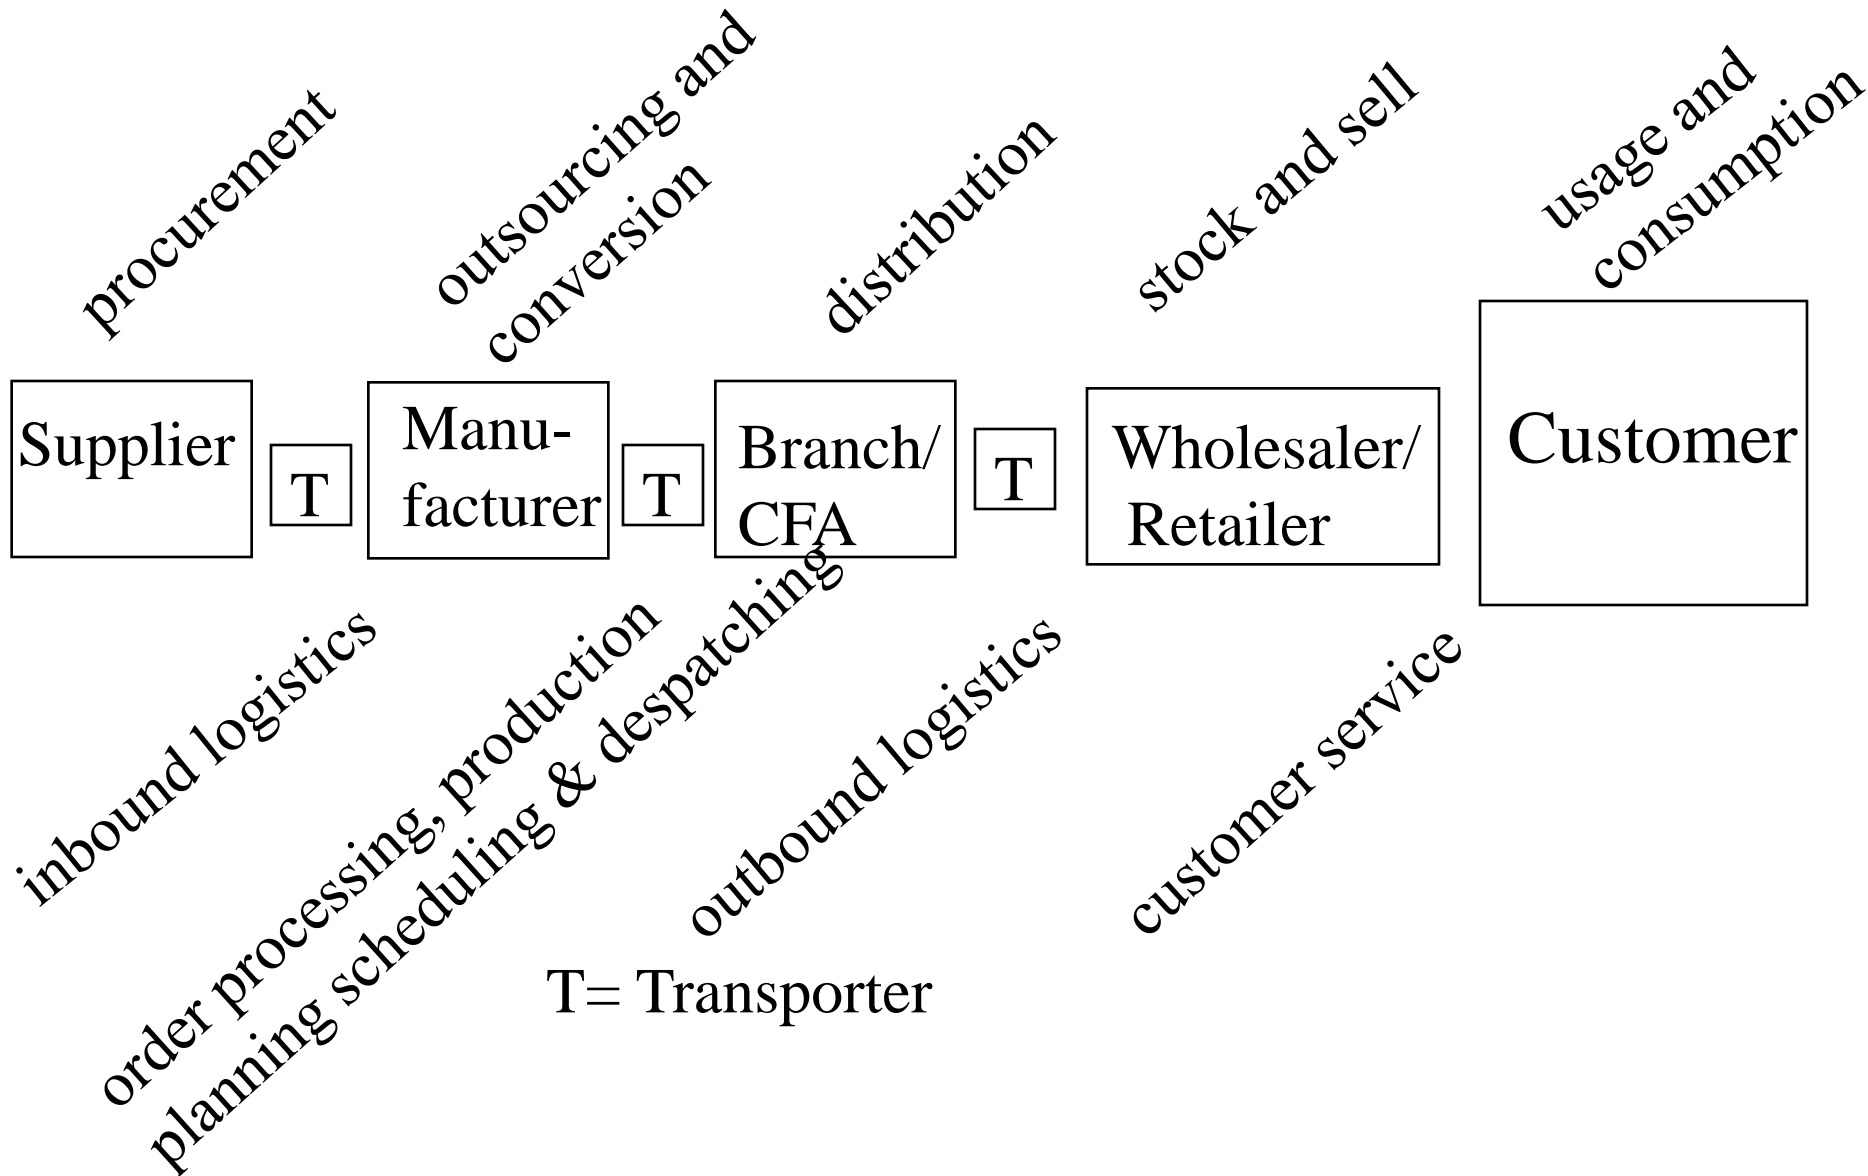 procurement
outsourcing and
conversion
distribution
stock and sell
usage and
consumption
Supplier
T
Manu-
facturer
T
Branch/
CFA
T
Wholesaler/
Retailer
Customer
inbound logistics
order processing, production
planning scheduling & despatching
outbound logistics
customer service
T= Transporter